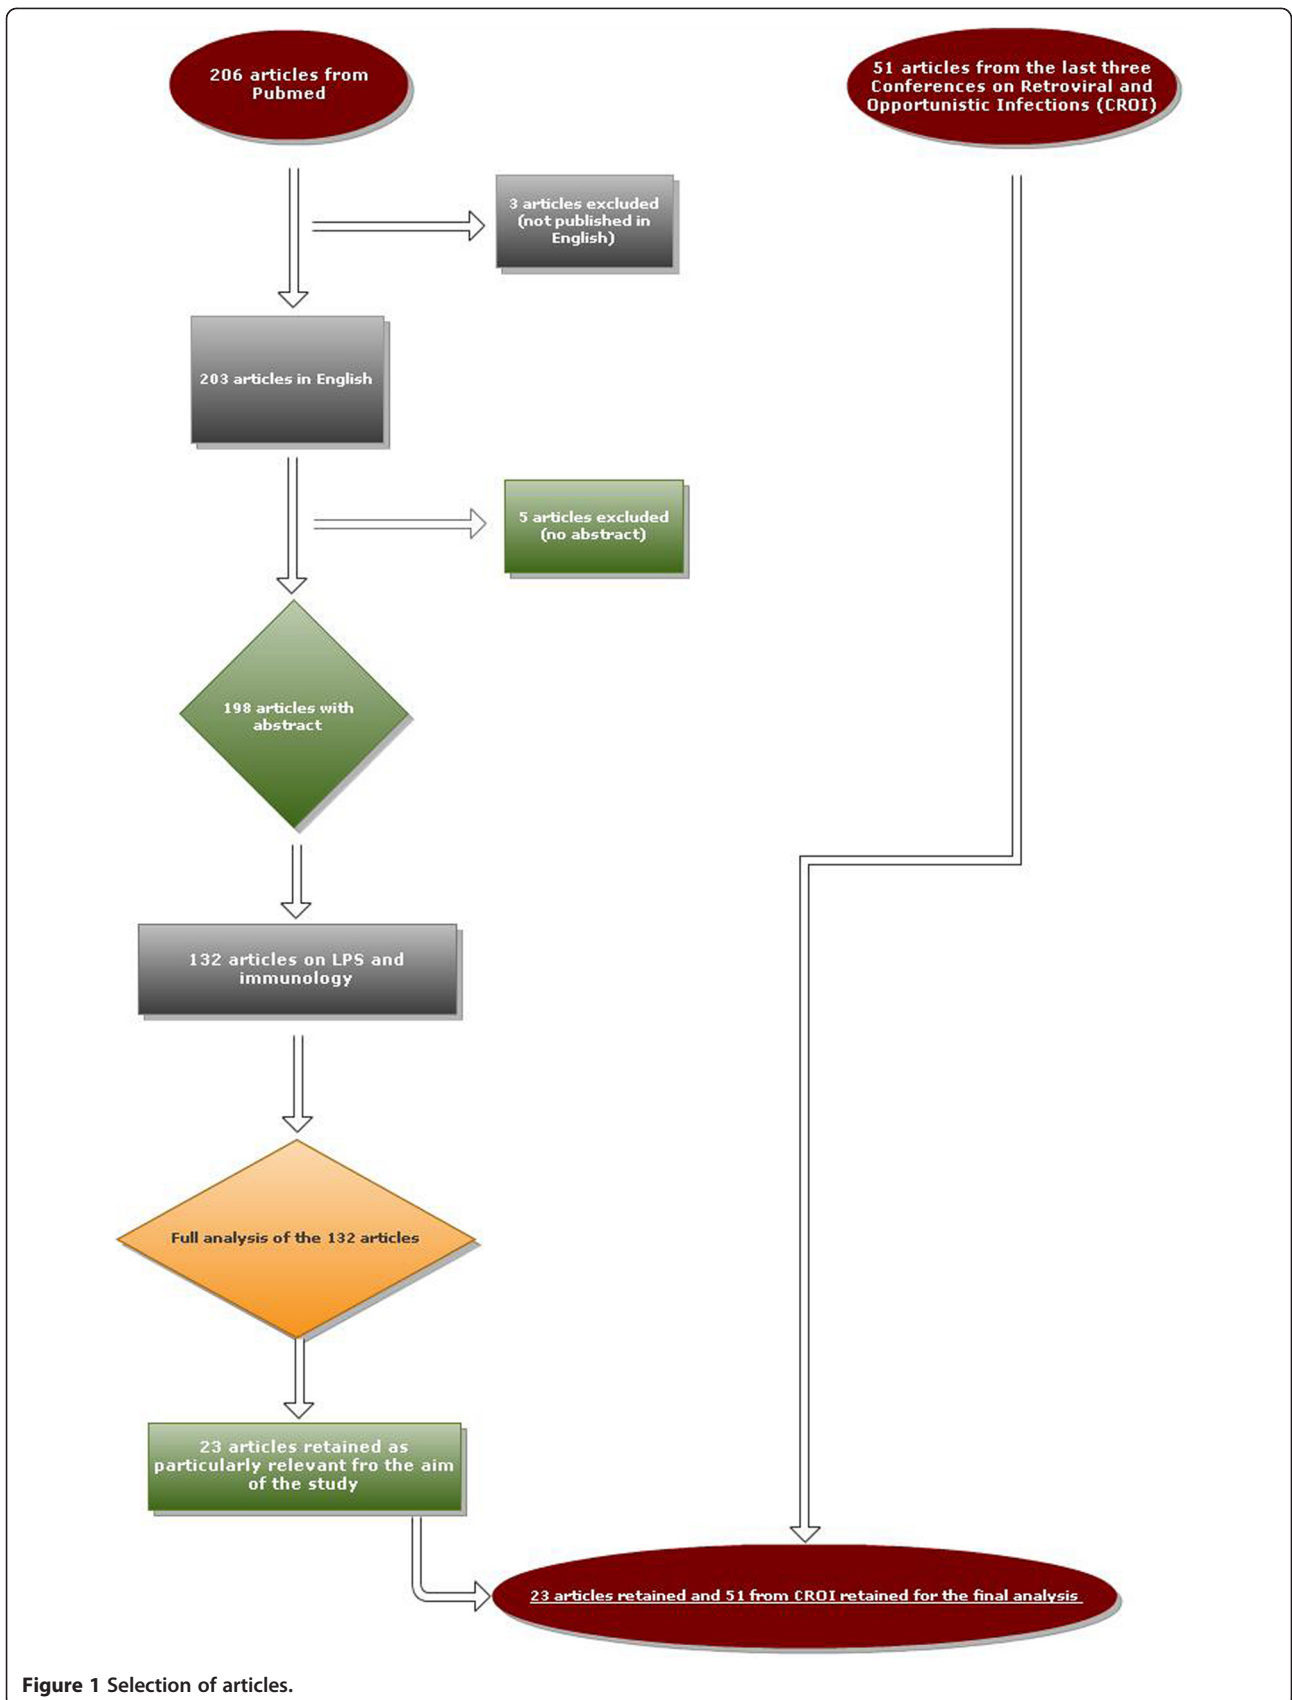 206 articles from
Pubmed
51 articles from the last three
Conferences on Retroviral and
Opportunistic Infections (CROI)
3 articles excluded
(not published in
English)
203 articles in English
5 articles excluded
(no abstract)
198 articles with
abstract
132 articles on LPS and
immunology
Full analysis of the 132 articles
23 articles retained as
particularly relevant fro the aim
of the study
23 articles retained and 51 from CROI retained for the final analysis
Figure 1 Selection of articles.